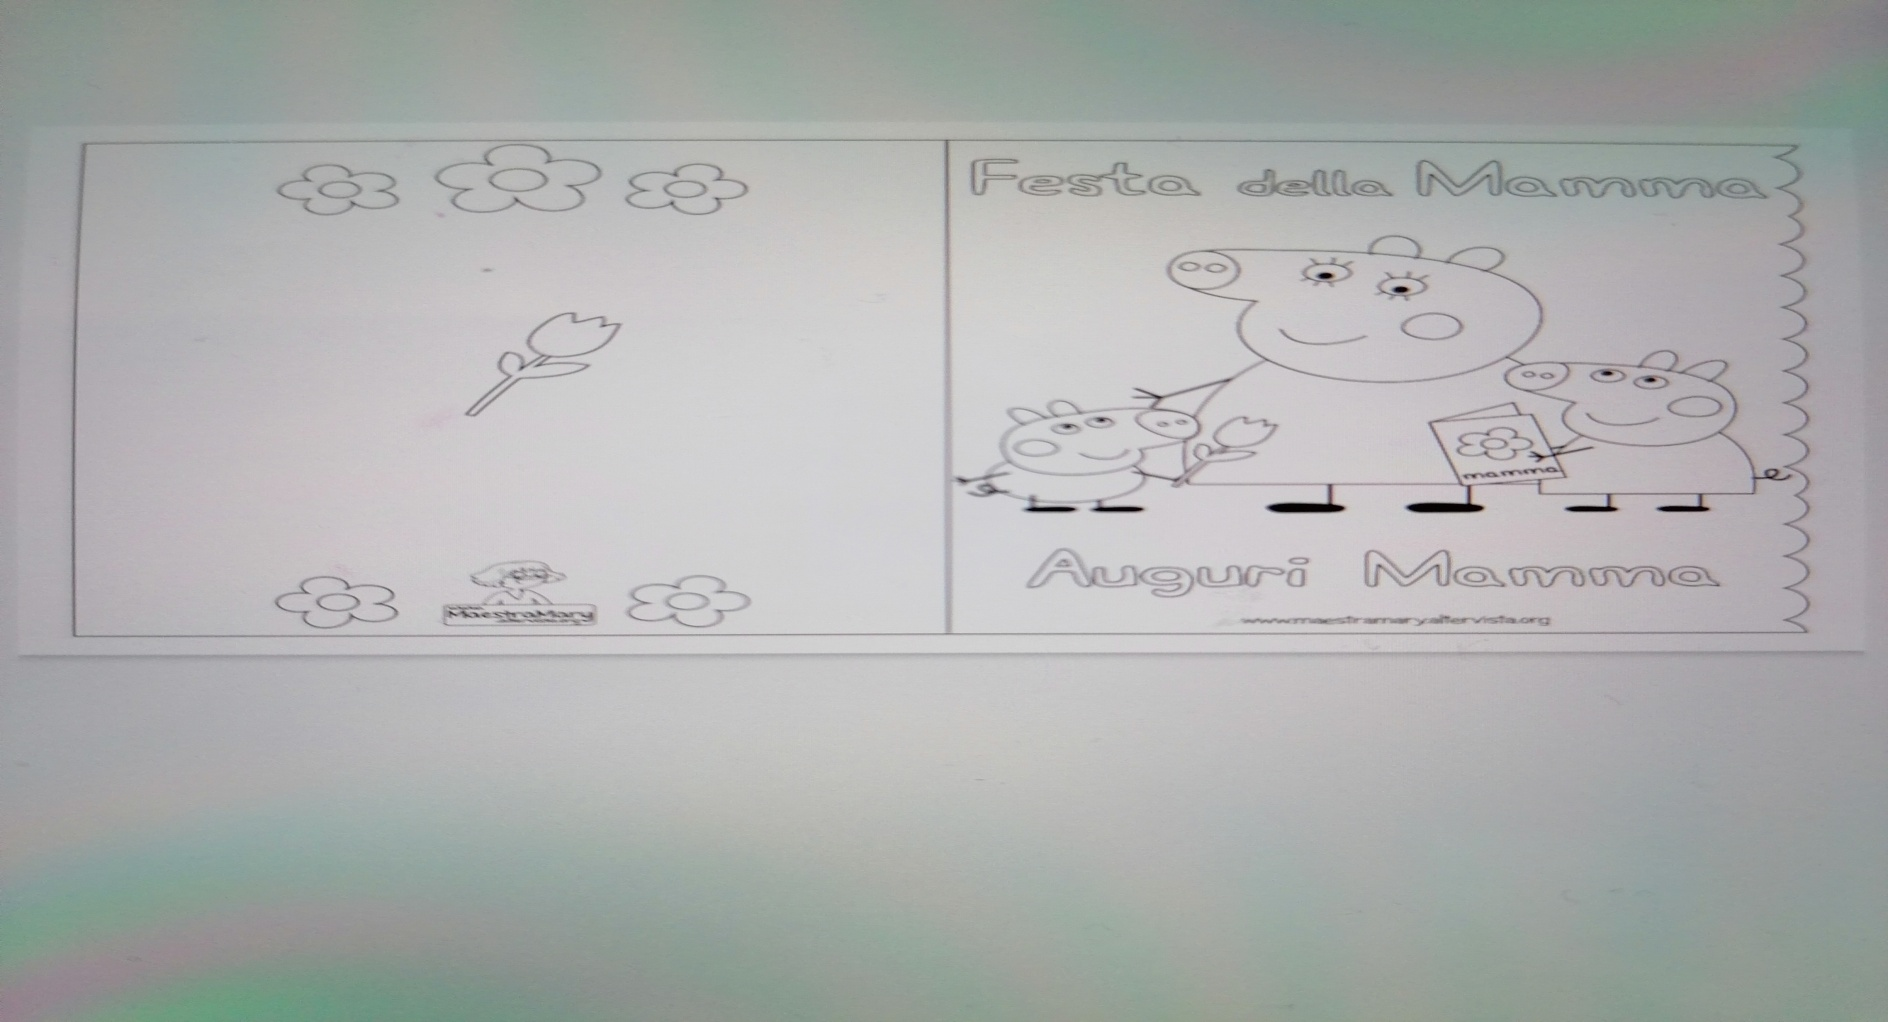 Festa della Mamma
mamma
Auguri Mamma
MaestraMary
www.maestramary.altervista.org